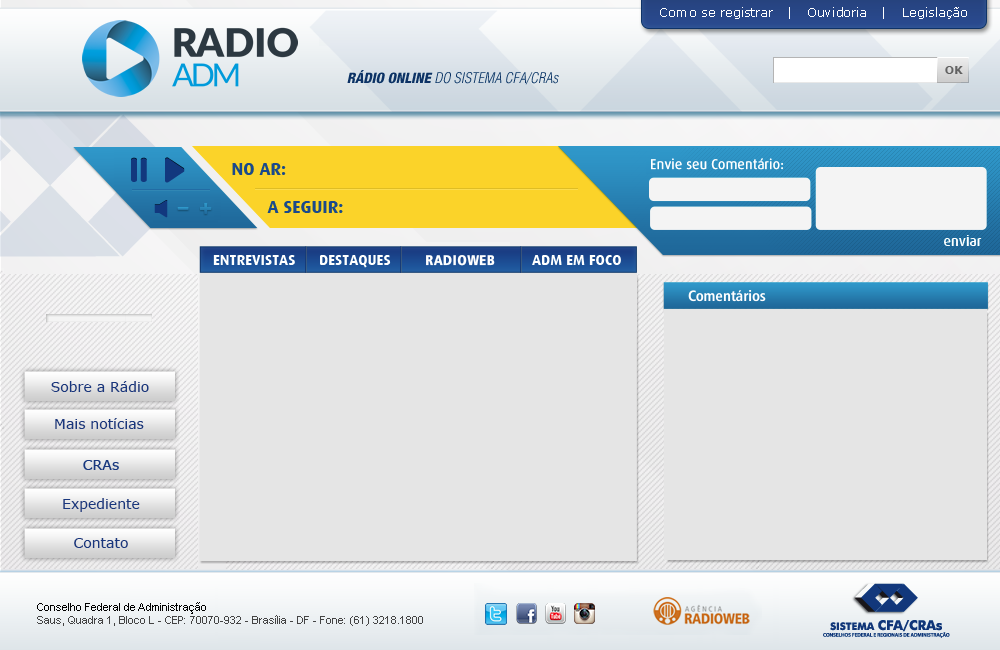 Como se registrar | Ouvidoria | Legislação
RADIO
ADM
RÁDIO ONLINE DO SISTEMA CFA/CRAs
OK
NO AR:
A SEGUIR:
Envie seu Comentário:
enviar
ENTREVISTAS DESTAQUES RADIOWEB ADM EM FOCO
Comentários
Sobre a Rádio
Mais notícias
CRAs
Expediente
Contato
Conselho Federal de Administração
Saus, Quadra 1, Bloco L - CEP: 70070-932 - Brasília - DF - Fone: (61) 3218.1800
You
Tube
AGÊNCIA
RADIOWEB
SISTEMA CFA/CRAs
CONSELHOS FEDERAL E REGIONAIS DE ADMINISTRAÇÃO